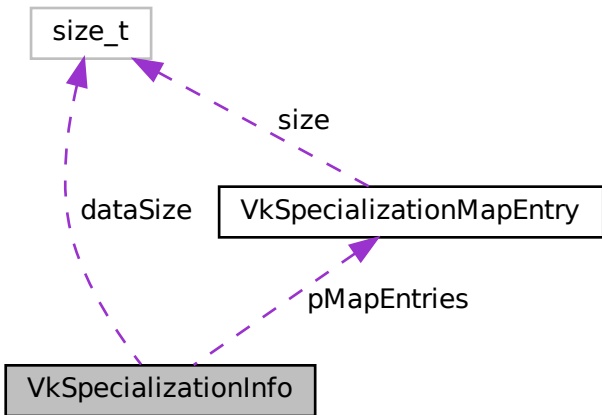 size_t
size
dataSize
VkSpecializationMapEntry
pMapEntries
VkSpecializationInfo